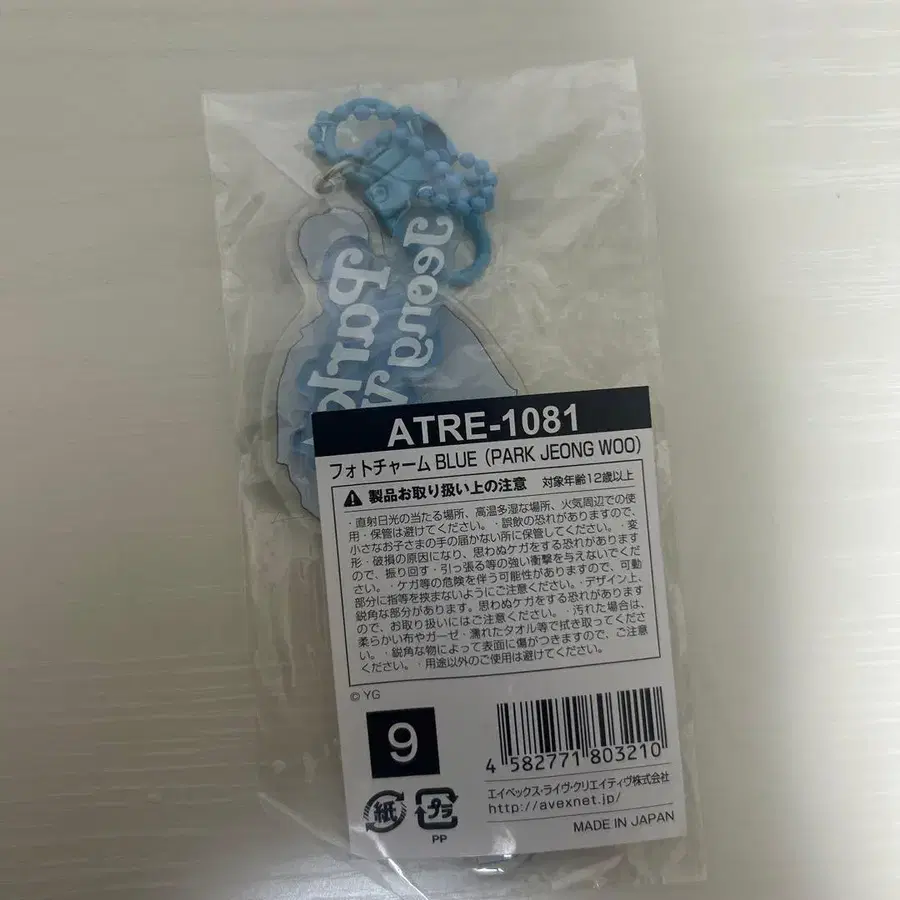 Jeong
Park
ATRE-1081
フォトチャーム BLUE (PARK JEONG WOO)
製品お取り扱い上の注意 対象年齢12歳以上
・直射日光の当たる場所、高温多湿な場所、火気周辺での使
用・保管は避けてください。・誤飲の恐れがありますので、
小さなお子さまの手の届かない所に保管してください。・変
形・破損の原因になり、思わぬケガをする恐れがあります
ので、振り回す・引っ張る等の強い衝撃を与えないでくだ
さい。・ケガ等の危険を伴う可能性がありますので、可動
部分に指等を挟まないようにご注意ください。・デザイン上、
鋭角な部分があります。思わぬケガをする恐れがあります
ので、お取り扱いにはご注意ください。・汚れた場合は、
柔らかい布やガーゼ・濡れたタオル等で拭き取ってくださ
い。・鋭角な物によって表面に傷がつきますので、ご注意
ください。・用途以外のご使用は避けてください。
© YG
9
4 582771 803210
エイベックス・ライヴ・クリエイティヴ株式会社
http://avexnet.jp/
紙
プラ
PP
MADE IN JAPAN